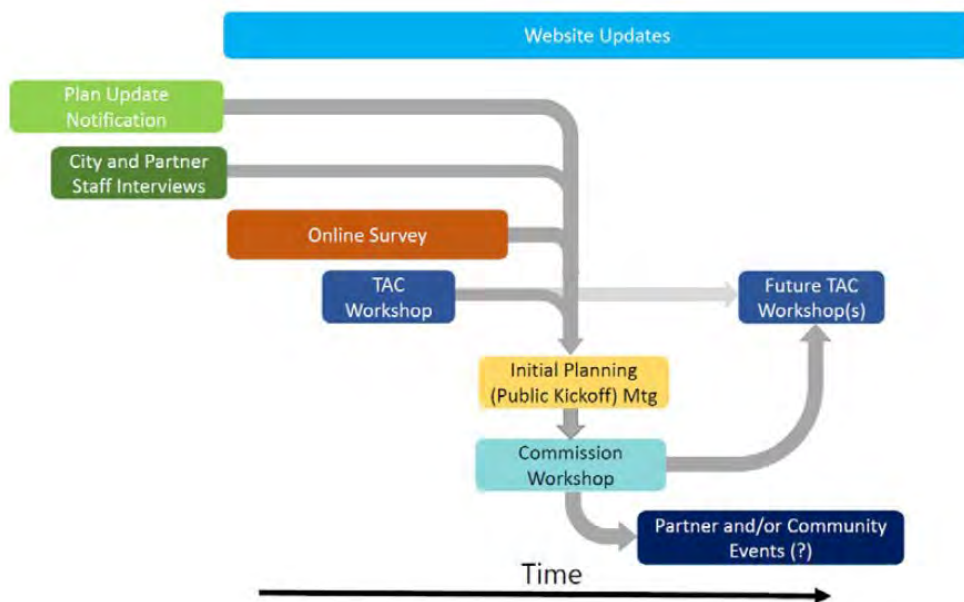 Website Updates
Plan Update
Notification
City and Partner
Staff Interviews
Online Survey
TAC
Workshop
Future TAC
Workshop(s)
Initial Planning
(Public Kickoff) Mtg
Commission
Workshop
Partner and/or Community
Events (?)
Time